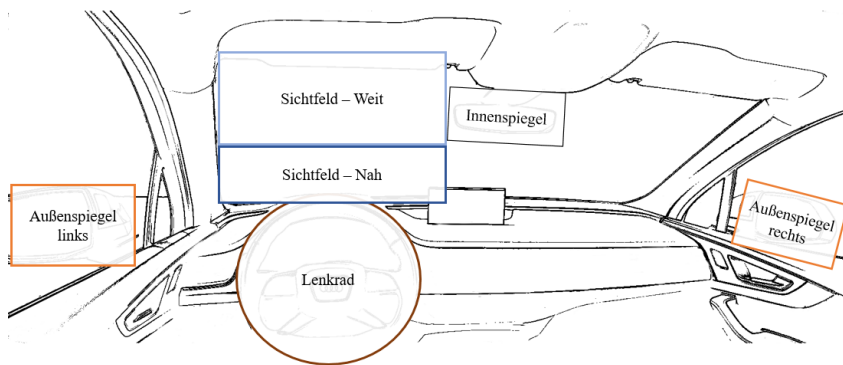 Sichtfeld – Weit
Innenspiegel
Sichtfeld – Nah
Außenspiegel
links
Außenspiegel
rechts
Lenkrad